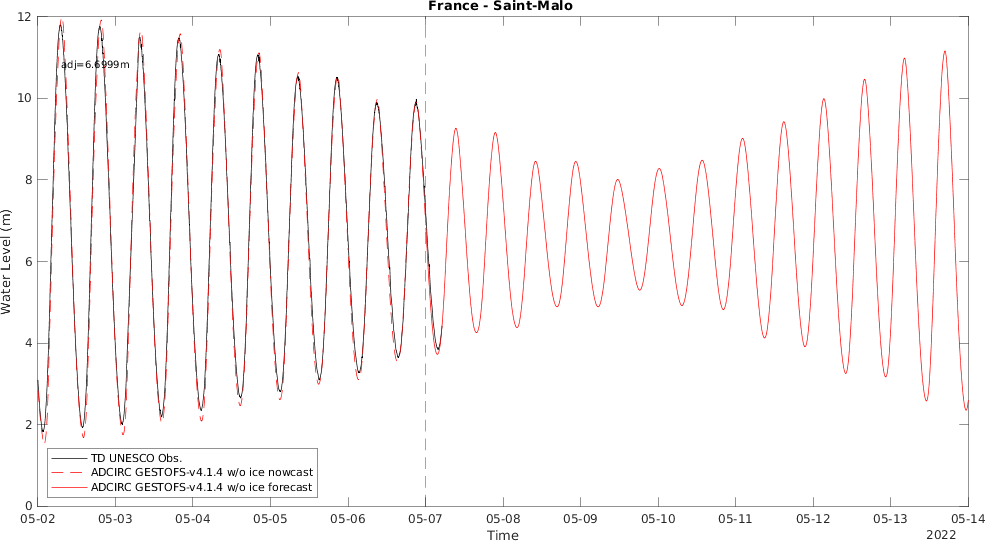 France - Saint-Malo
adj=6.6999m
Water Level (m)
12
10
8
6
4
2
0
TD UNESCO Obs.
ADCIRC GESTOFS-v4.1.4 w/o ice nowcast
ADCIRC GESTOFS-v4.1.4 w/o ice forecast
05-02 05-03 05-04 05-05 05-06 05-07 05-08 05-09 05-10 05-11 05-12 05-13 05-14
Time
2022